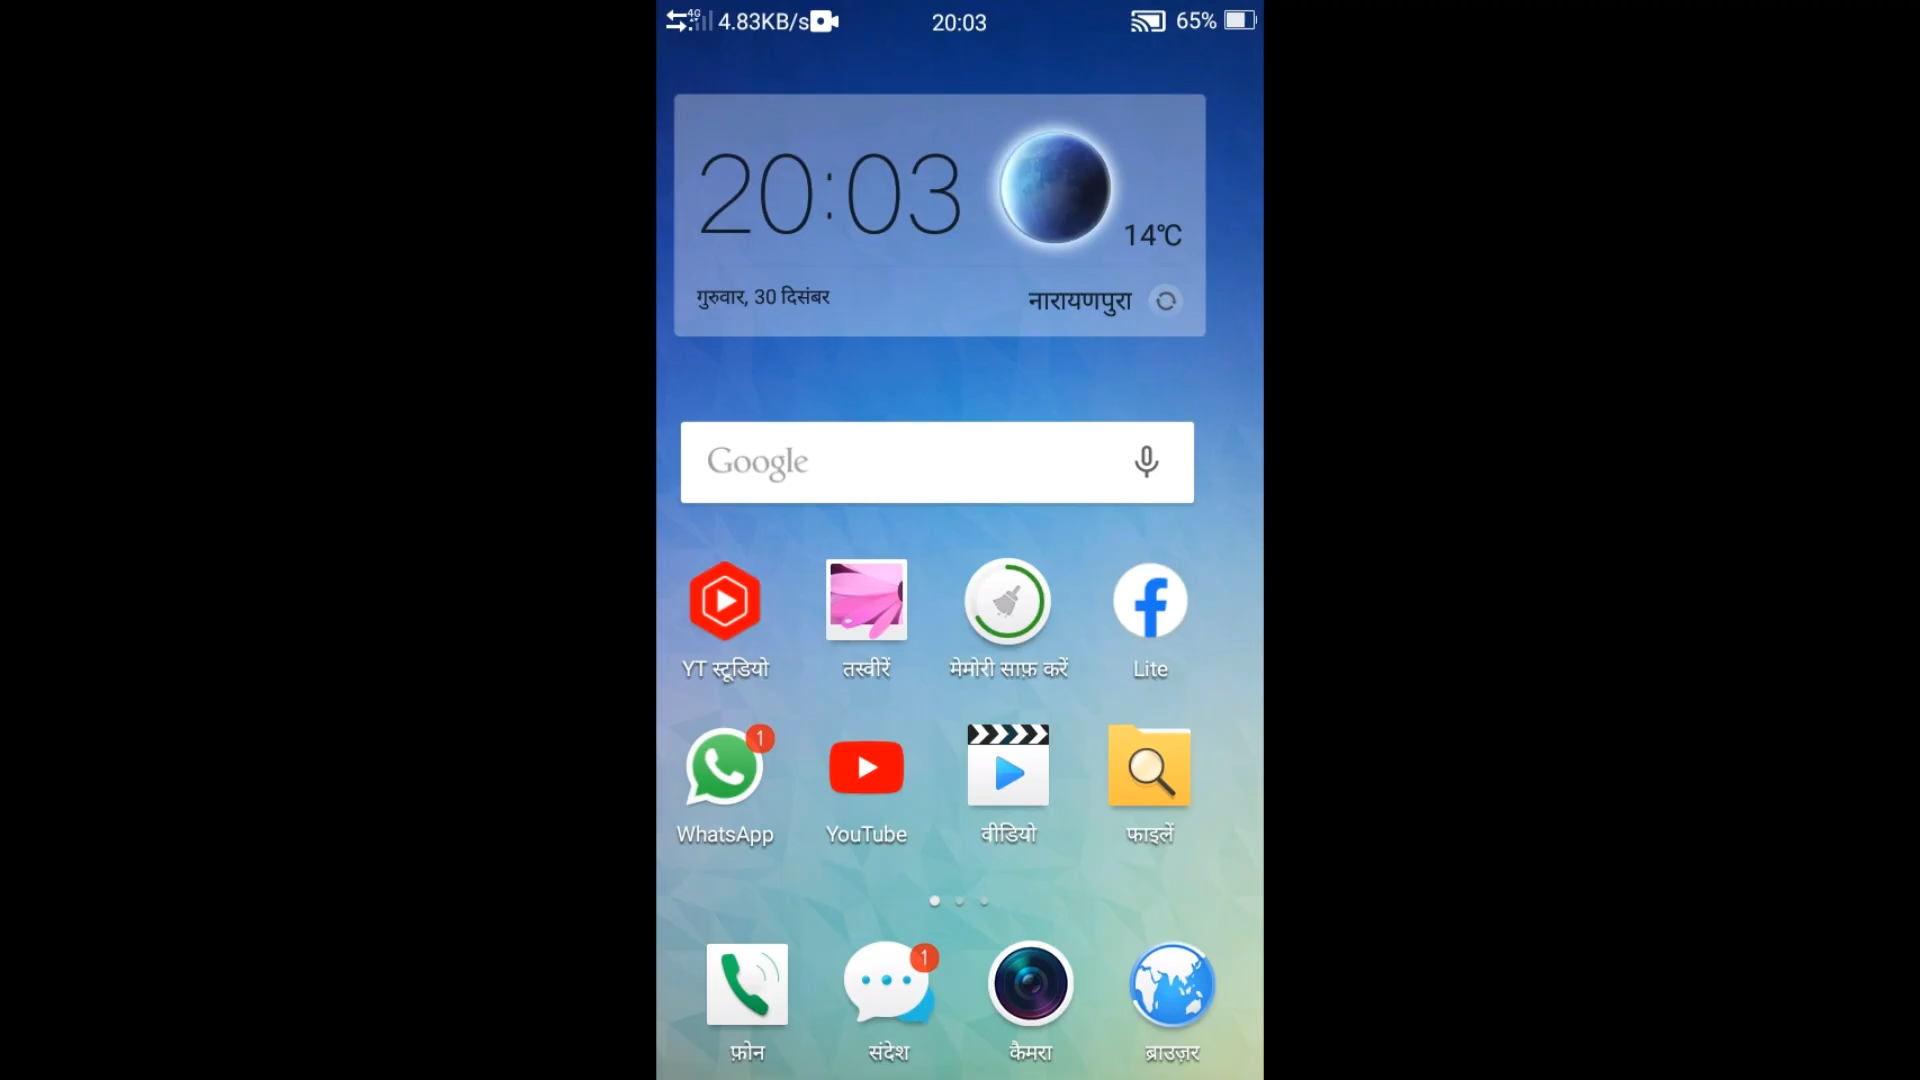 4G 4.83KB/s 20:03 65%
20:03
14°C
गुरुवार, 30 दिसंबर नारायणपुरा
Google
YT स्टूडियो तस्वीरें मेमोरी साफ़ करें Lite
1
WhatsApp YouTube वीडियो फाइलें
1
फ़ोन संदेश कैमरा ब्राउज़र